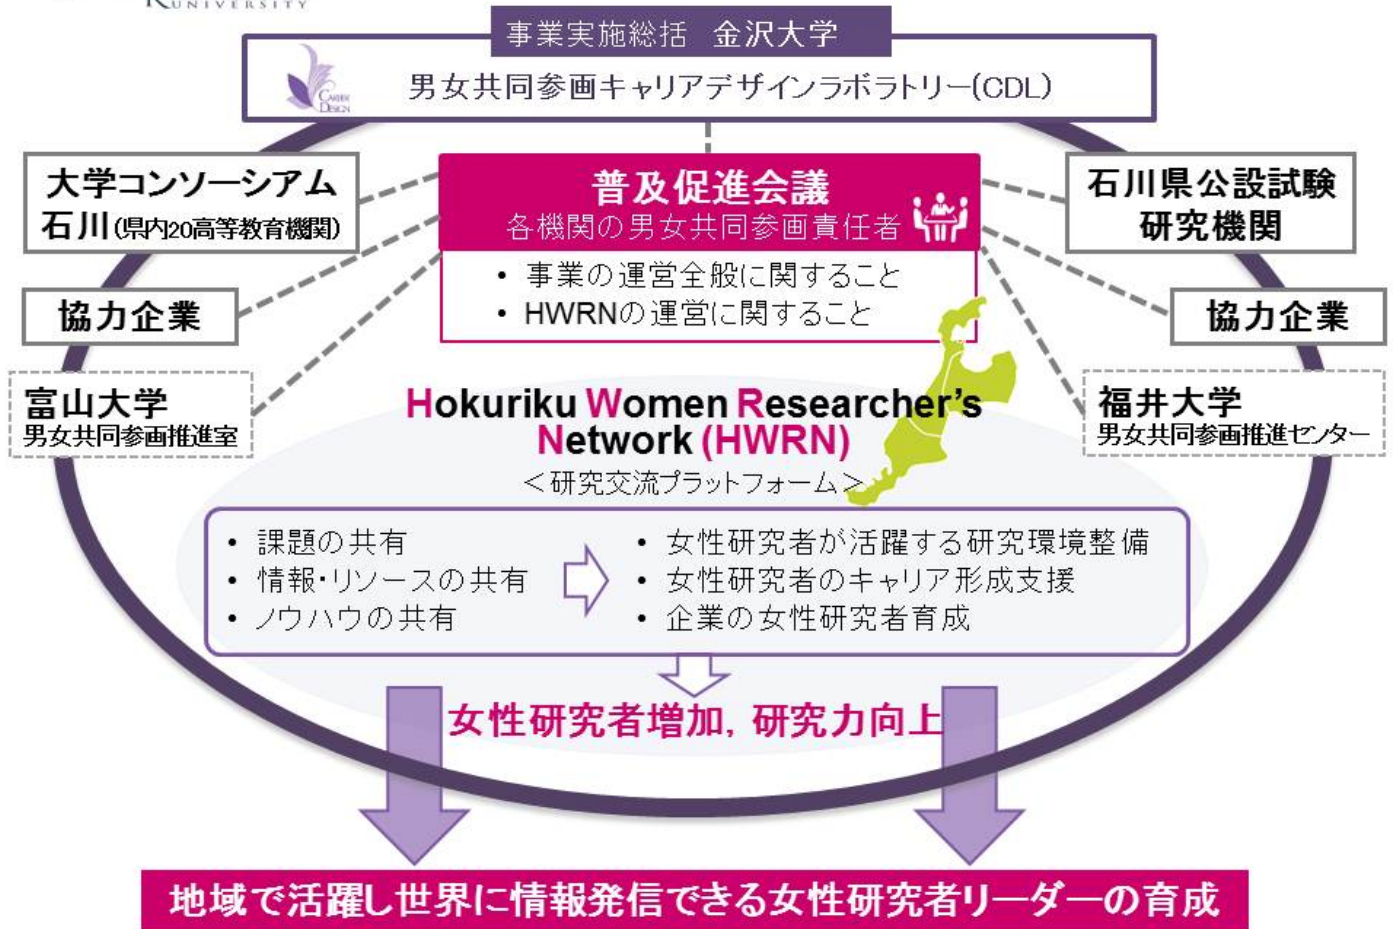 UNIVERSITY
事業実施総括 金沢大学
CAREER
DESIGN
男女共同参画キャリアデザインラボラトリー(CDL)
大学コンソーシアム
石川(県内20高等教育機関)
協力企業
富山大学
男女共同参画推進室
普及促進会議
各機関の男女共同参画責任者
• 事業の運営全般に関すること
• HWRNの運営に関すること
石川県公設試験
研究機関
協力企業
福井大学
男女共同参画推進センター
Hokuriku Women Researcher's
Network (HWRN)
＜研究交流プラットフォーム＞
• 課題の共有
• 情報・リソースの共有
• ノウハウの共有
• 女性研究者が活躍する研究環境整備
• 女性研究者のキャリア形成支援
• 企業の女性研究者育成
女性研究者増加，研究力向上
地域で活躍し世界に情報発信できる女性研究者リーダーの育成